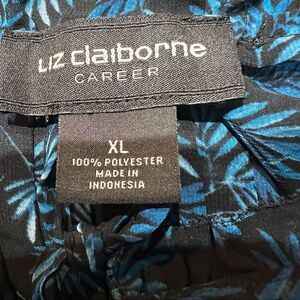 Liz claiborne
CAREER
XL
100% POLYESTER
MADE IN
INDONESIA